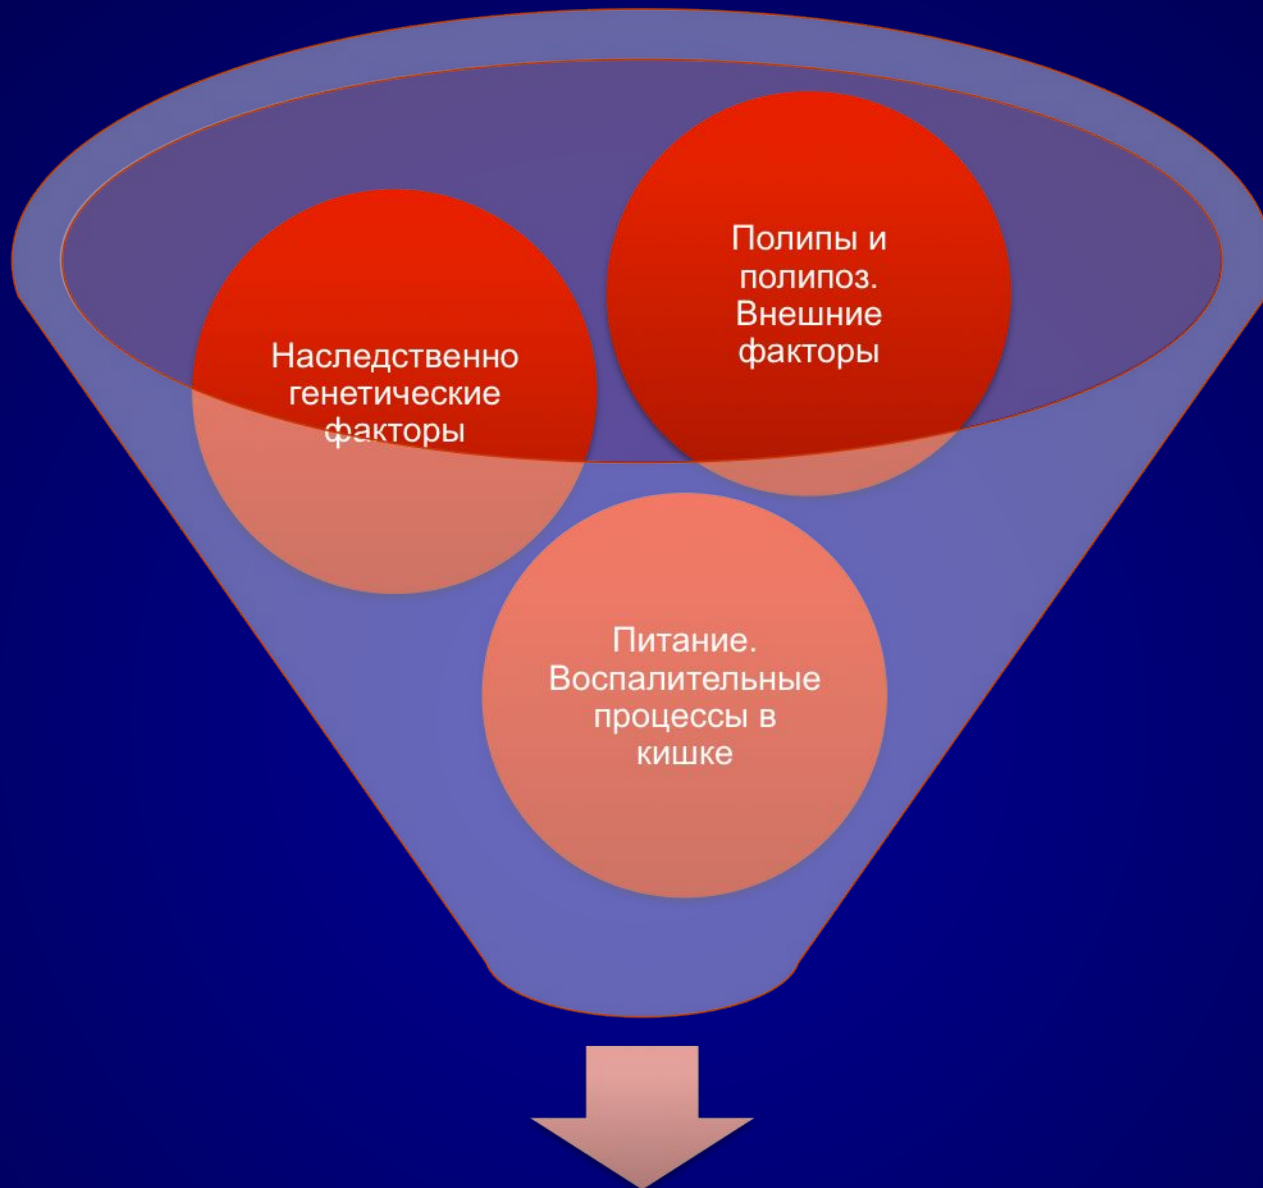 Наследственно
генетические
факторы
Полипы и
полипоз.
Внешние
факторы
Питание.
Воспалительные
процессы в
кишке